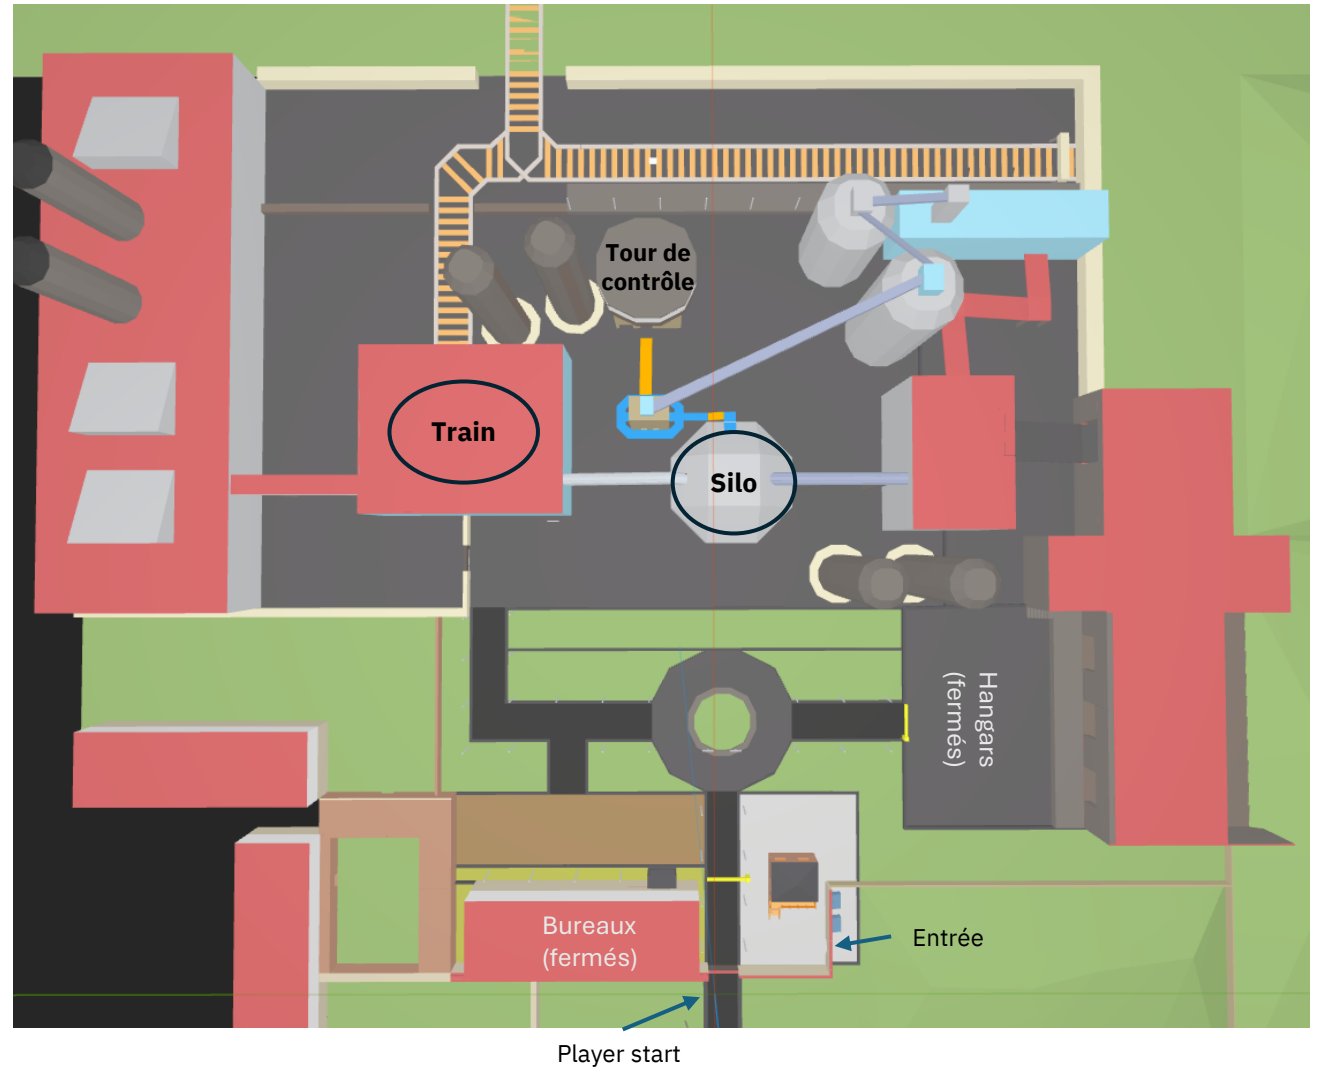 Tour de
contrôle
Train
Silo
Hangars
(fermés)
Bureaux
(fermés)
Entrée
Player start